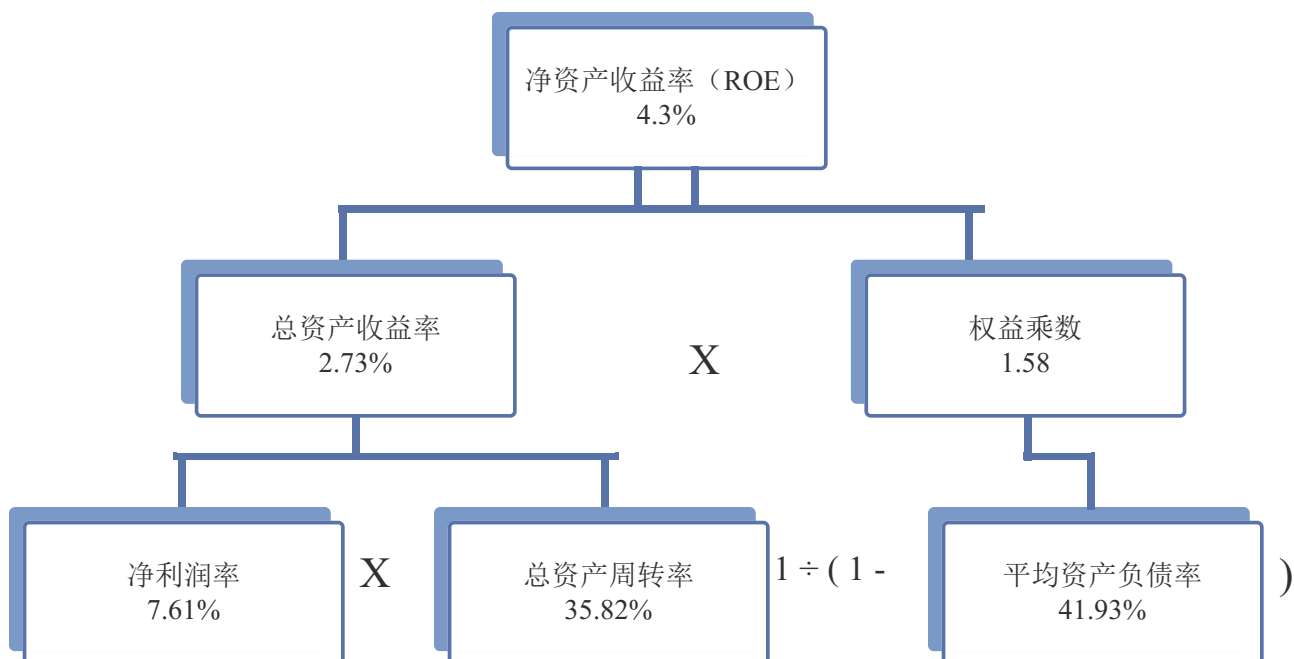 净资产收益率（ROE）
4.3%
总资产收益率
2.73%
X
权益乘数
1.58
净利润率
7.61%
X
总资产周转率
35.82%
1 ÷ ( 1 -
平均资产负债率
41.93%
)